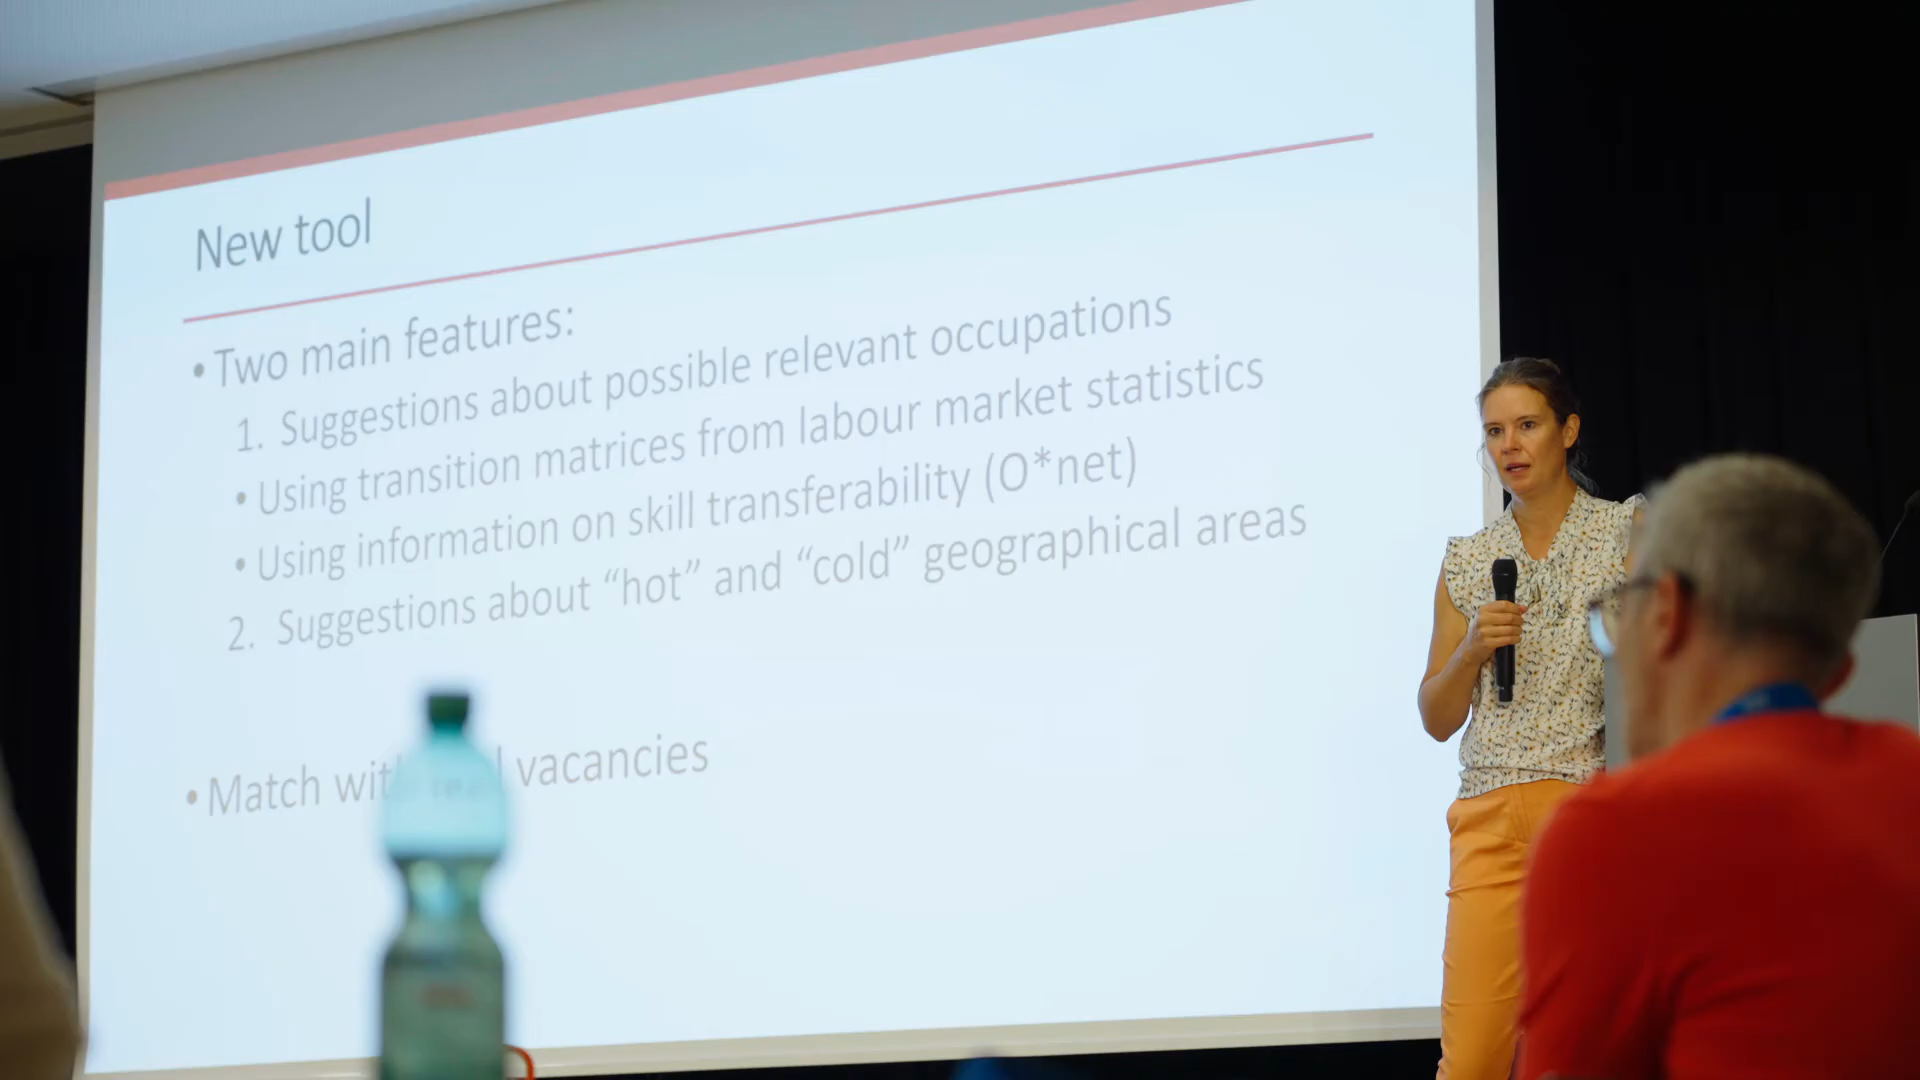 New tool
• Two main features:
1. Suggestions about possible relevant occupations
• Using transition matrices from labour market statistics
• Using information on skill transferability (O*net)
2. Suggestions about “hot” and “cold” geographical areas
• Match with vacancies